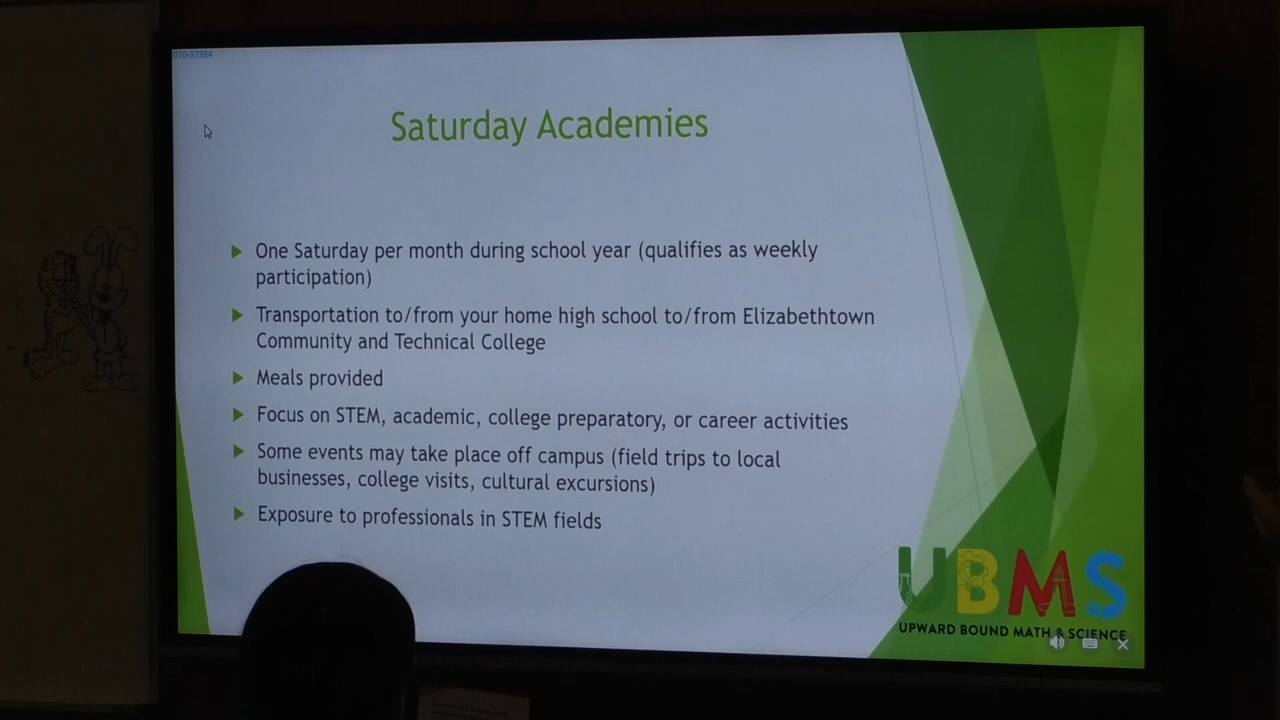 070-37384
Saturday Academies
One Saturday per month during school year (qualifies as weekly
participation)
Transportation to/from your home high school to/from Elizabethtown
Community and Technical College
Meals provided
Focus on STEM, academic, college preparatory, or career activities
Some events may take place off campus (field trips to local
businesses, college visits, cultural excursions)
Exposure to professionals in STEM fields
UBMS
UPWARD BOUND MATH & SCIENCE